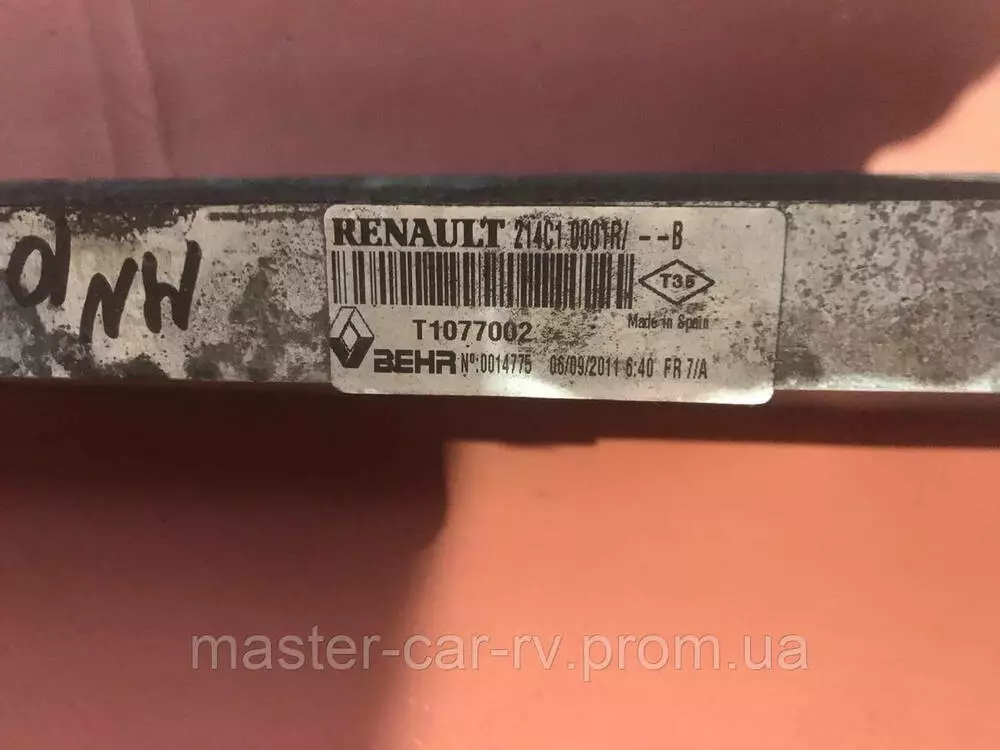 RENAULT 214C1 0001R/ --B
T35
T1077002
Made in Spain
BEHR Nº:0014775 06/09/2011 6:40 FR 7/A
master-car-rv.prom.ua